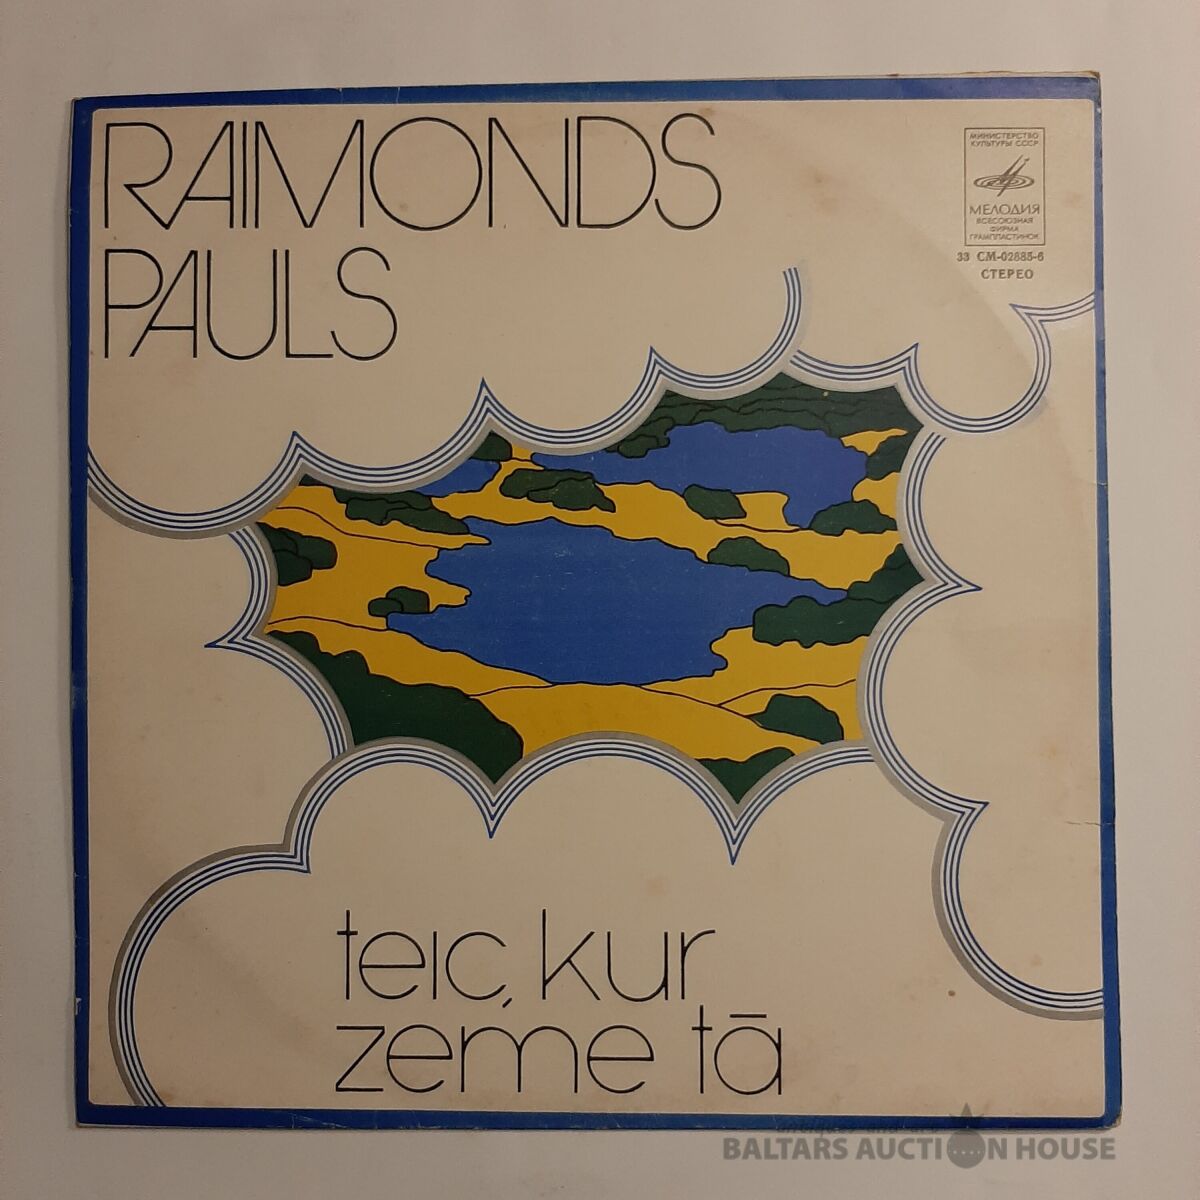 RAIMONDS
PAULS
МИНИСТЕРСТВО
КУЛЬТУРЫ СССР
МЕЛОДИЯ
ВСЕСОЮЗНАЯ
ФИРМА
ГРАМПЛАСТИНОК
33 СМ-02885-6
СТЕРЕО
teic, kur
zeme tā
BALTARS AUCTION HOUSE